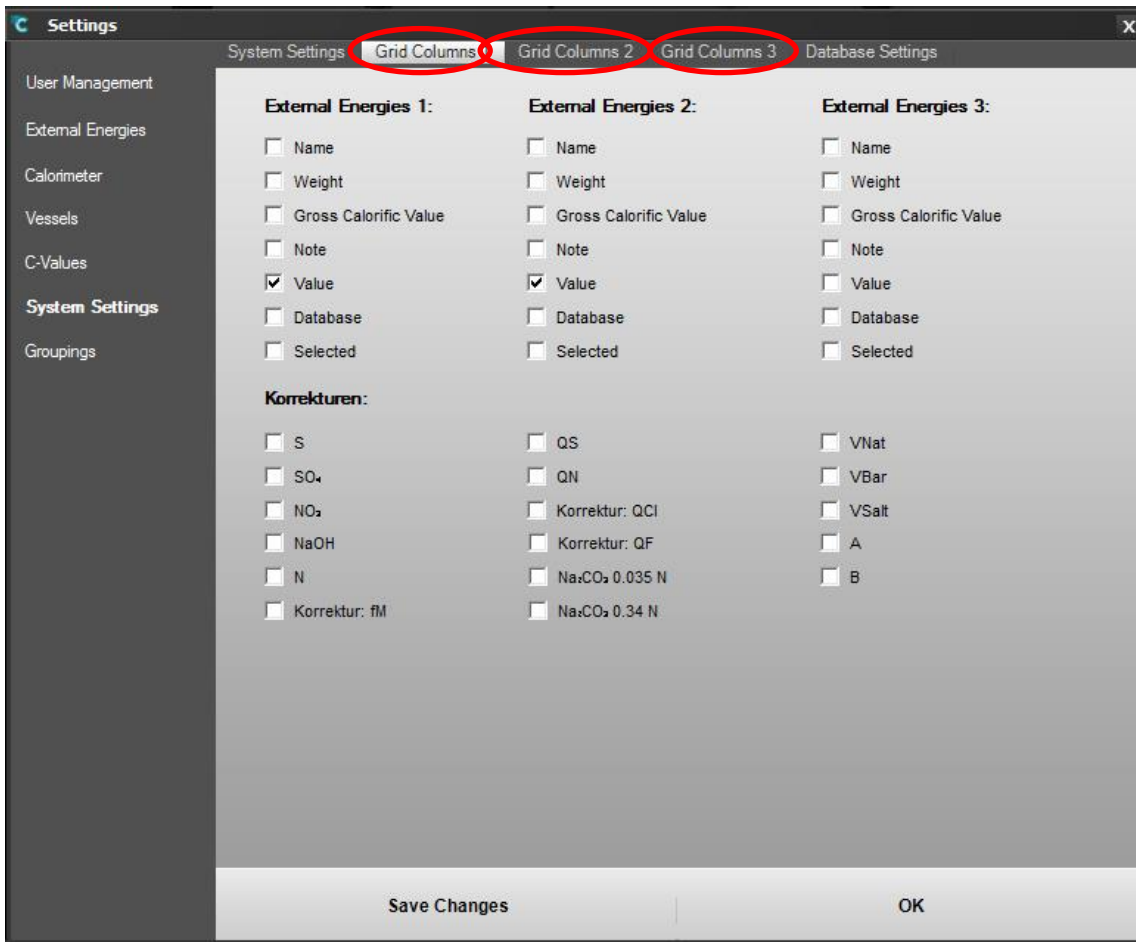 C Settings X
System Settings Grid Columns Grid Columns 2 Grid Columns 3 Database Settings
User Management
External Energies
Calorimeter
Vessels
C-Values
System Settings
Groupings
External Energies 1: External Energies 2: External Energies 3:
Name Name Name
Weight Weight Weight
Gross Calorific Value Gross Calorific Value Gross Calorific Value
Note Note Note
Value Value Value
Database Database Database
Selected Selected Selected
Korrekturen:
S QS VNat
SO₄ QN VBar
NO₃ Korrektur: QCl VSalt
NaOH Korrektur: QF A
N Na₂CO₃ 0.035 N B
Korrektur: fM Na₂CO₃ 0.34 N
Save Changes OK